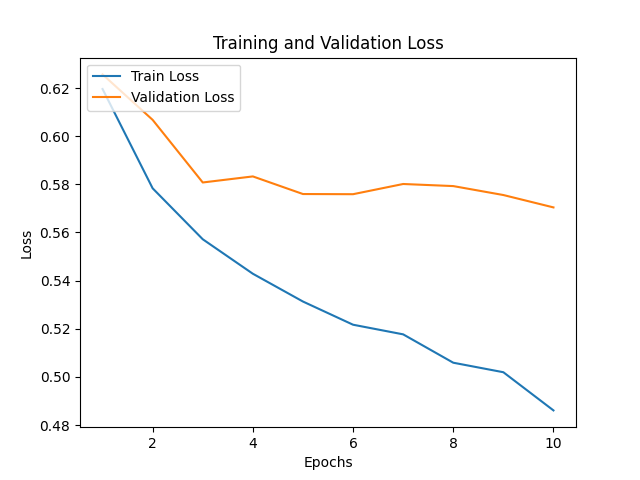 Training and Validation Loss
Train Loss
Validation Loss
0.62
0.60
0.58
0.56
0.54
0.52
0.50
0.48
Loss
2 4 6 8 10
Epochs